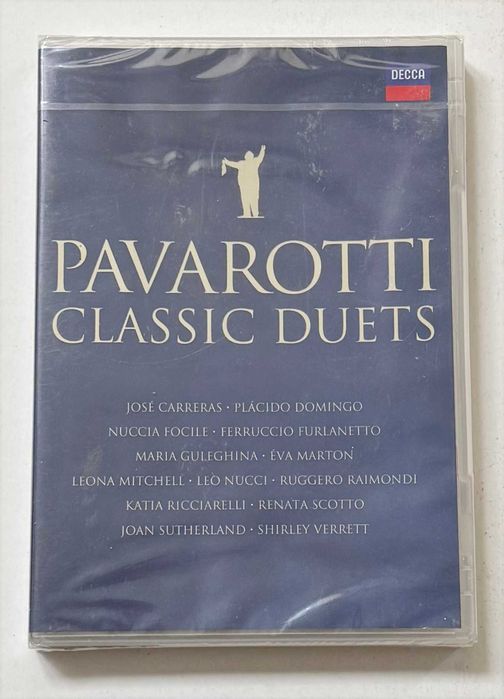 DECCA
PAVAROTTI
CLASSIC DUETS
JOSÉ CARRERAS · PLÁCIDO DOMINGO
NUCCIA FOCILE · FERRUCCIO FURLANETTO
MARIA GULEGHINA · ÉVA MARTON
LEONA MITCHELL · LEÒ NUCCI · RUGGERO RAIMONDI
KATIA RICCIARELLI · RENATA SCOTTO
JOAN SUTHERLAND · SHIRLEY VERRETT